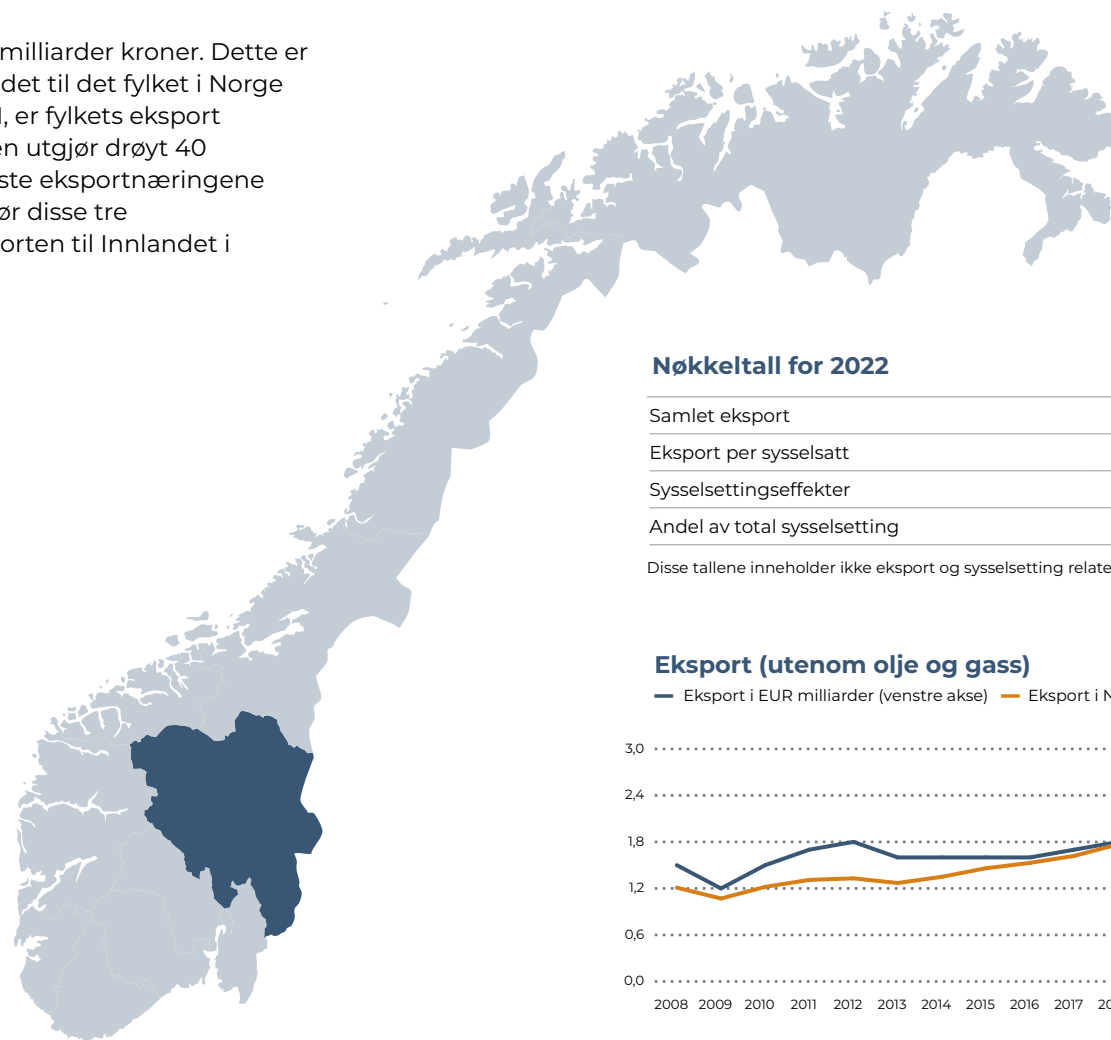 milliarder kroner. Dette er
det til det fylket i Norge
, er fylkets eksport
en utgjør drøyt 40
ste eksportnæringene
ør disse tre
orten til Innlandet i
Nøkkeltall for 2022
Samlet eksport
Eksport per sysselsatt
Sysselsettingseffekter
Andel av total sysselsetting
Disse tallene inneholder ikke eksport og sysselsetting relate
Eksport (utenom olje og gass)
Eksport i EUR milliarder (venstre akse) Eksport i N
3,0
2,4
1,8
1,2
0,6
0,0
2008 2009 2010 2011 2012 2013 2014 2015 2016 2017 20